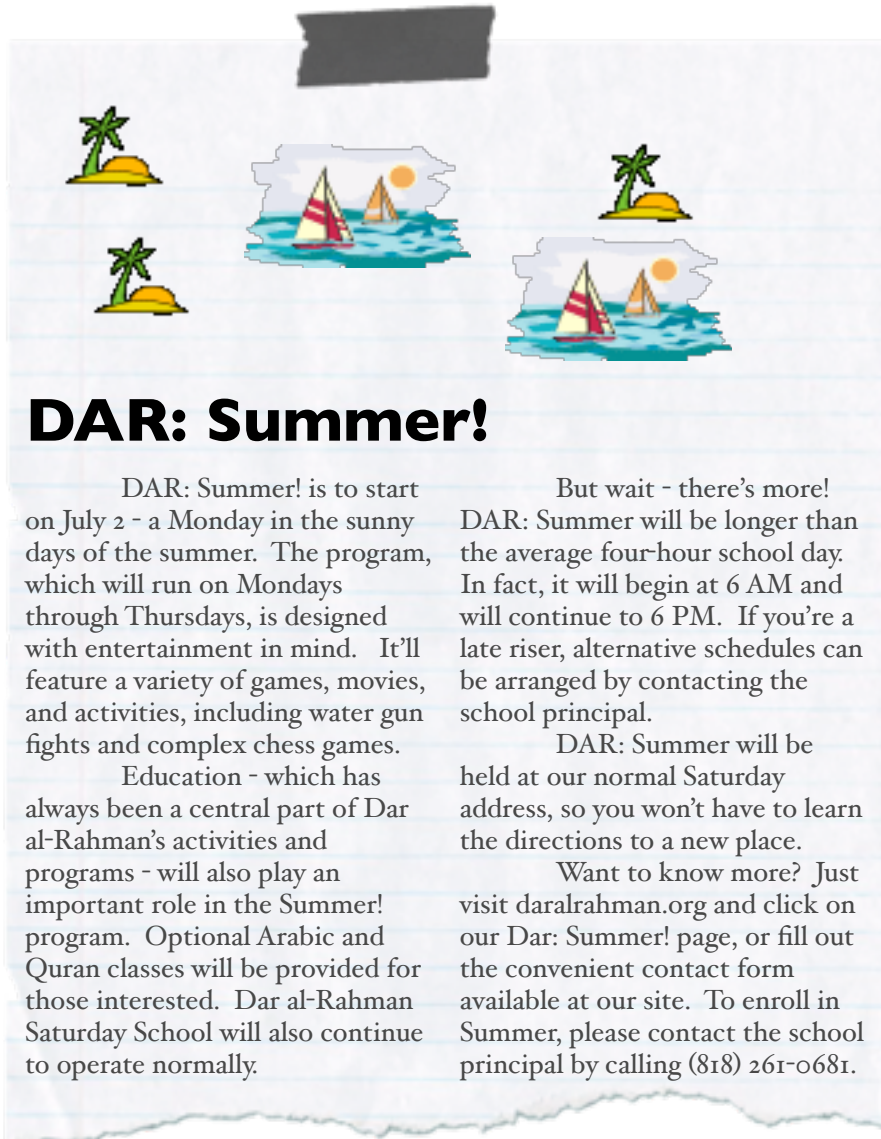 DAR: Summer!
DAR: Summer! is to start
on July 2 - a Monday in the sunny
days of the summer.  The program,
which will run on Mondays
through Thursdays, is designed
with entertainment in mind.   It’ll
feature a variety of games, movies,
and activities, including water gun
fights and complex chess games.
Education - which has
always been a central part of Dar
al-Rahman’s activities and
programs - will also play an
important role in the Summer!
program.  Optional Arabic and
Quran classes will be provided for
those interested.  Dar al-Rahman
Saturday School will also continue
to operate normally.
But wait - there’s more!
DAR: Summer will be longer than
the average four-hour school day.
In fact, it will begin at 6 AM and
will continue to 6 PM.  If you’re a
late riser, alternative schedules can
be arranged by contacting the
school principal.
DAR: Summer will be
held at our normal Saturday
address, so you won’t have to learn
the directions to a new place.
Want to know more?  Just
visit daralrahman.org and click on
our Dar: Summer! page, or fill out
the convenient contact form
available at our site.  To enroll in
Summer, please contact the school
principal by calling (818) 261-0681.